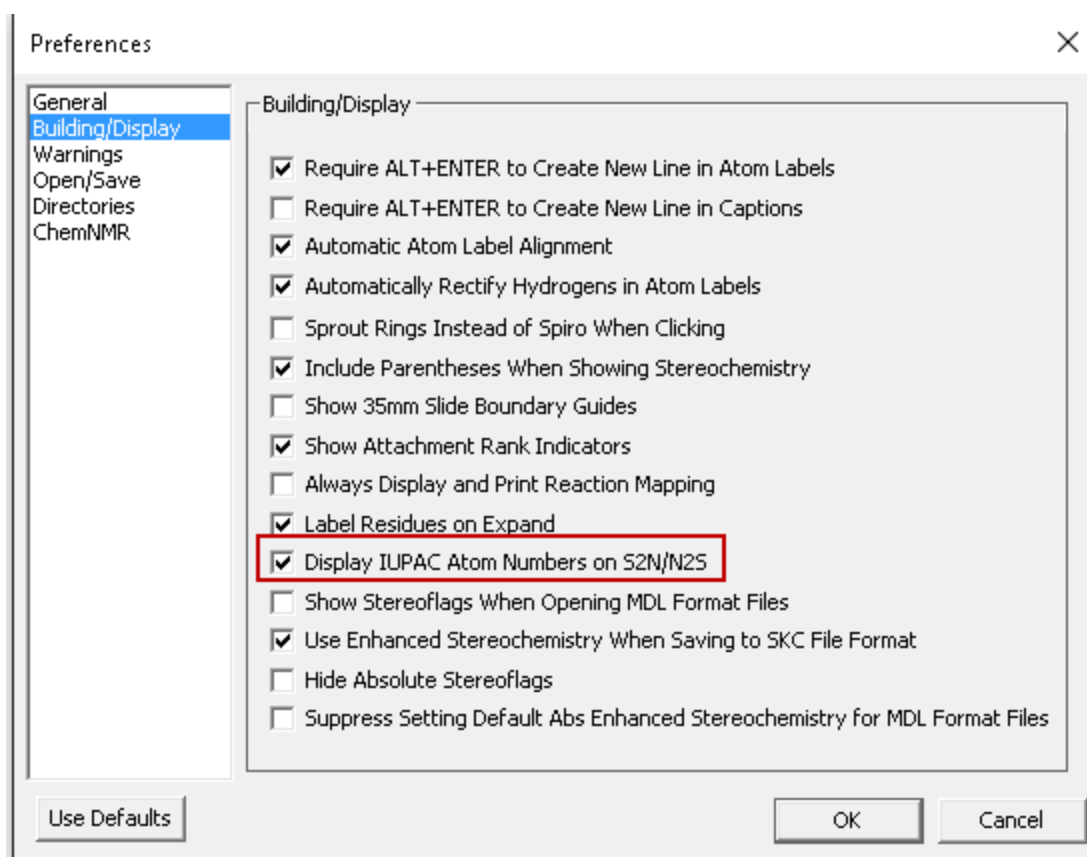 Preferences
General
Building/Display
Warnings
Open/Save
Directories
ChemNMR
Building/Display
Require ALT+ENTER to Create New Line in Atom Labels
Require ALT+ENTER to Create New Line in Captions
Automatic Atom Label Alignment
Automatically Rectify Hydrogens in Atom Labels
Sprout Rings Instead of Spiro When Clicking
Include Parentheses When Showing Stereochemistry
Show 35mm Slide Boundary Guides
Show Attachment Rank Indicators
Always Display and Print Reaction Mapping
Label Residues on Expand
Display IUPAC Atom Numbers on S2N/N2S
Show Stereoflags When Opening MDL Format Files
Use Enhanced Stereochemistry When Saving to SKC File Format
Hide Absolute Stereoflags
Suppress Setting Default Abs Enhanced Stereochemistry for MDL Format Files
Use Defaults
OK
Cancel